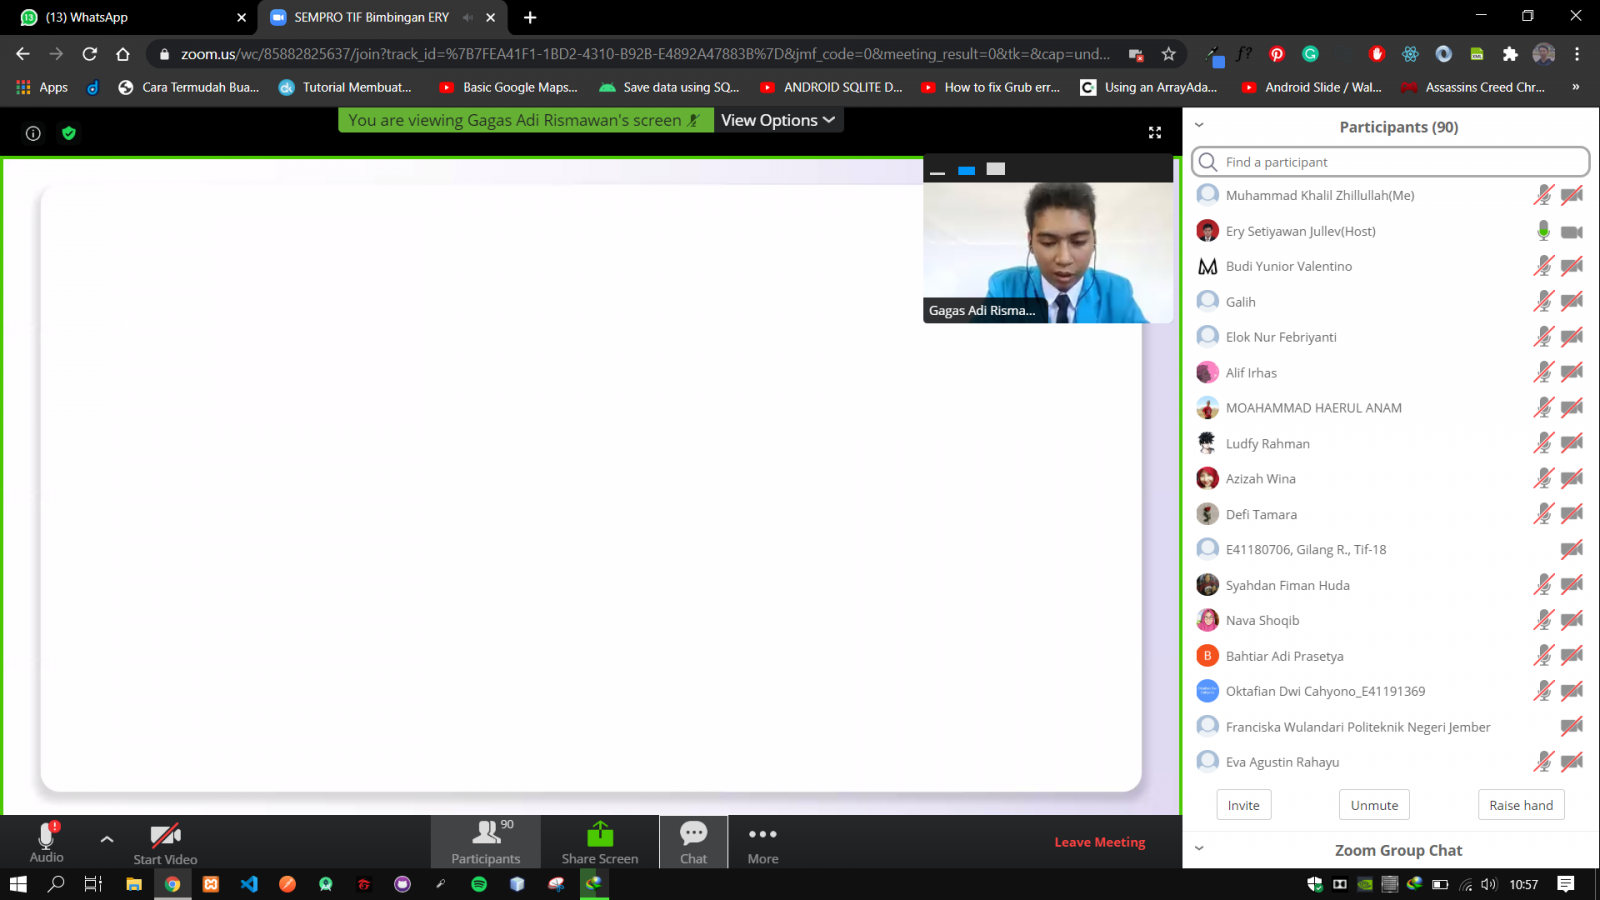 (13) WhatsApp
SEMPRO TIF Bimbingan ERY
zoom.us/wc/85882825637/join?track_id=%7B7FEA41F1-1BD2-4310-B92B-E4892A47883B%7D&jmf_code=0&meeting_result=0&tk=&cap=und...
Apps
Cara Termudah Bua...
Tutorial Membuat...
Basic Google Maps...
Save data using SQ...
ANDROID SQLITE D...
How to fix Grub err...
Using an ArrayAda...
Android Slide / Wal...
Assassins Creed Chr...
»
You are viewing Gagas Adi Rismawan's screen
View Options
Gagas Adi Risma...
Participants (90)
Find a participant
Muhammad Khalil Zhillullah(Me)
Ery Setiyawan Jullev(Host)
Budi Yunior Valentino
Galih
Elok Nur Febriyanti
Alif Irhas
MOAHAMMAD HAERUL ANAM
Ludfy Rahman
Azizah Wina
Defi Tamara
E41180706, Gilang R., Tif-18
Syahdan Fiman Huda
Nava Shoqib
B
Bahtiar Adi Prasetya
Oktafian Dwi Cahyono_E41191369
Franciska Wulandari Politeknik Negeri Jember
Eva Agustin Rahayu
Invite
Unmute
Raise hand
Zoom Group Chat
Audio
Start Video
90
Participants
Share Screen
Chat
More
Leave Meeting
10:57